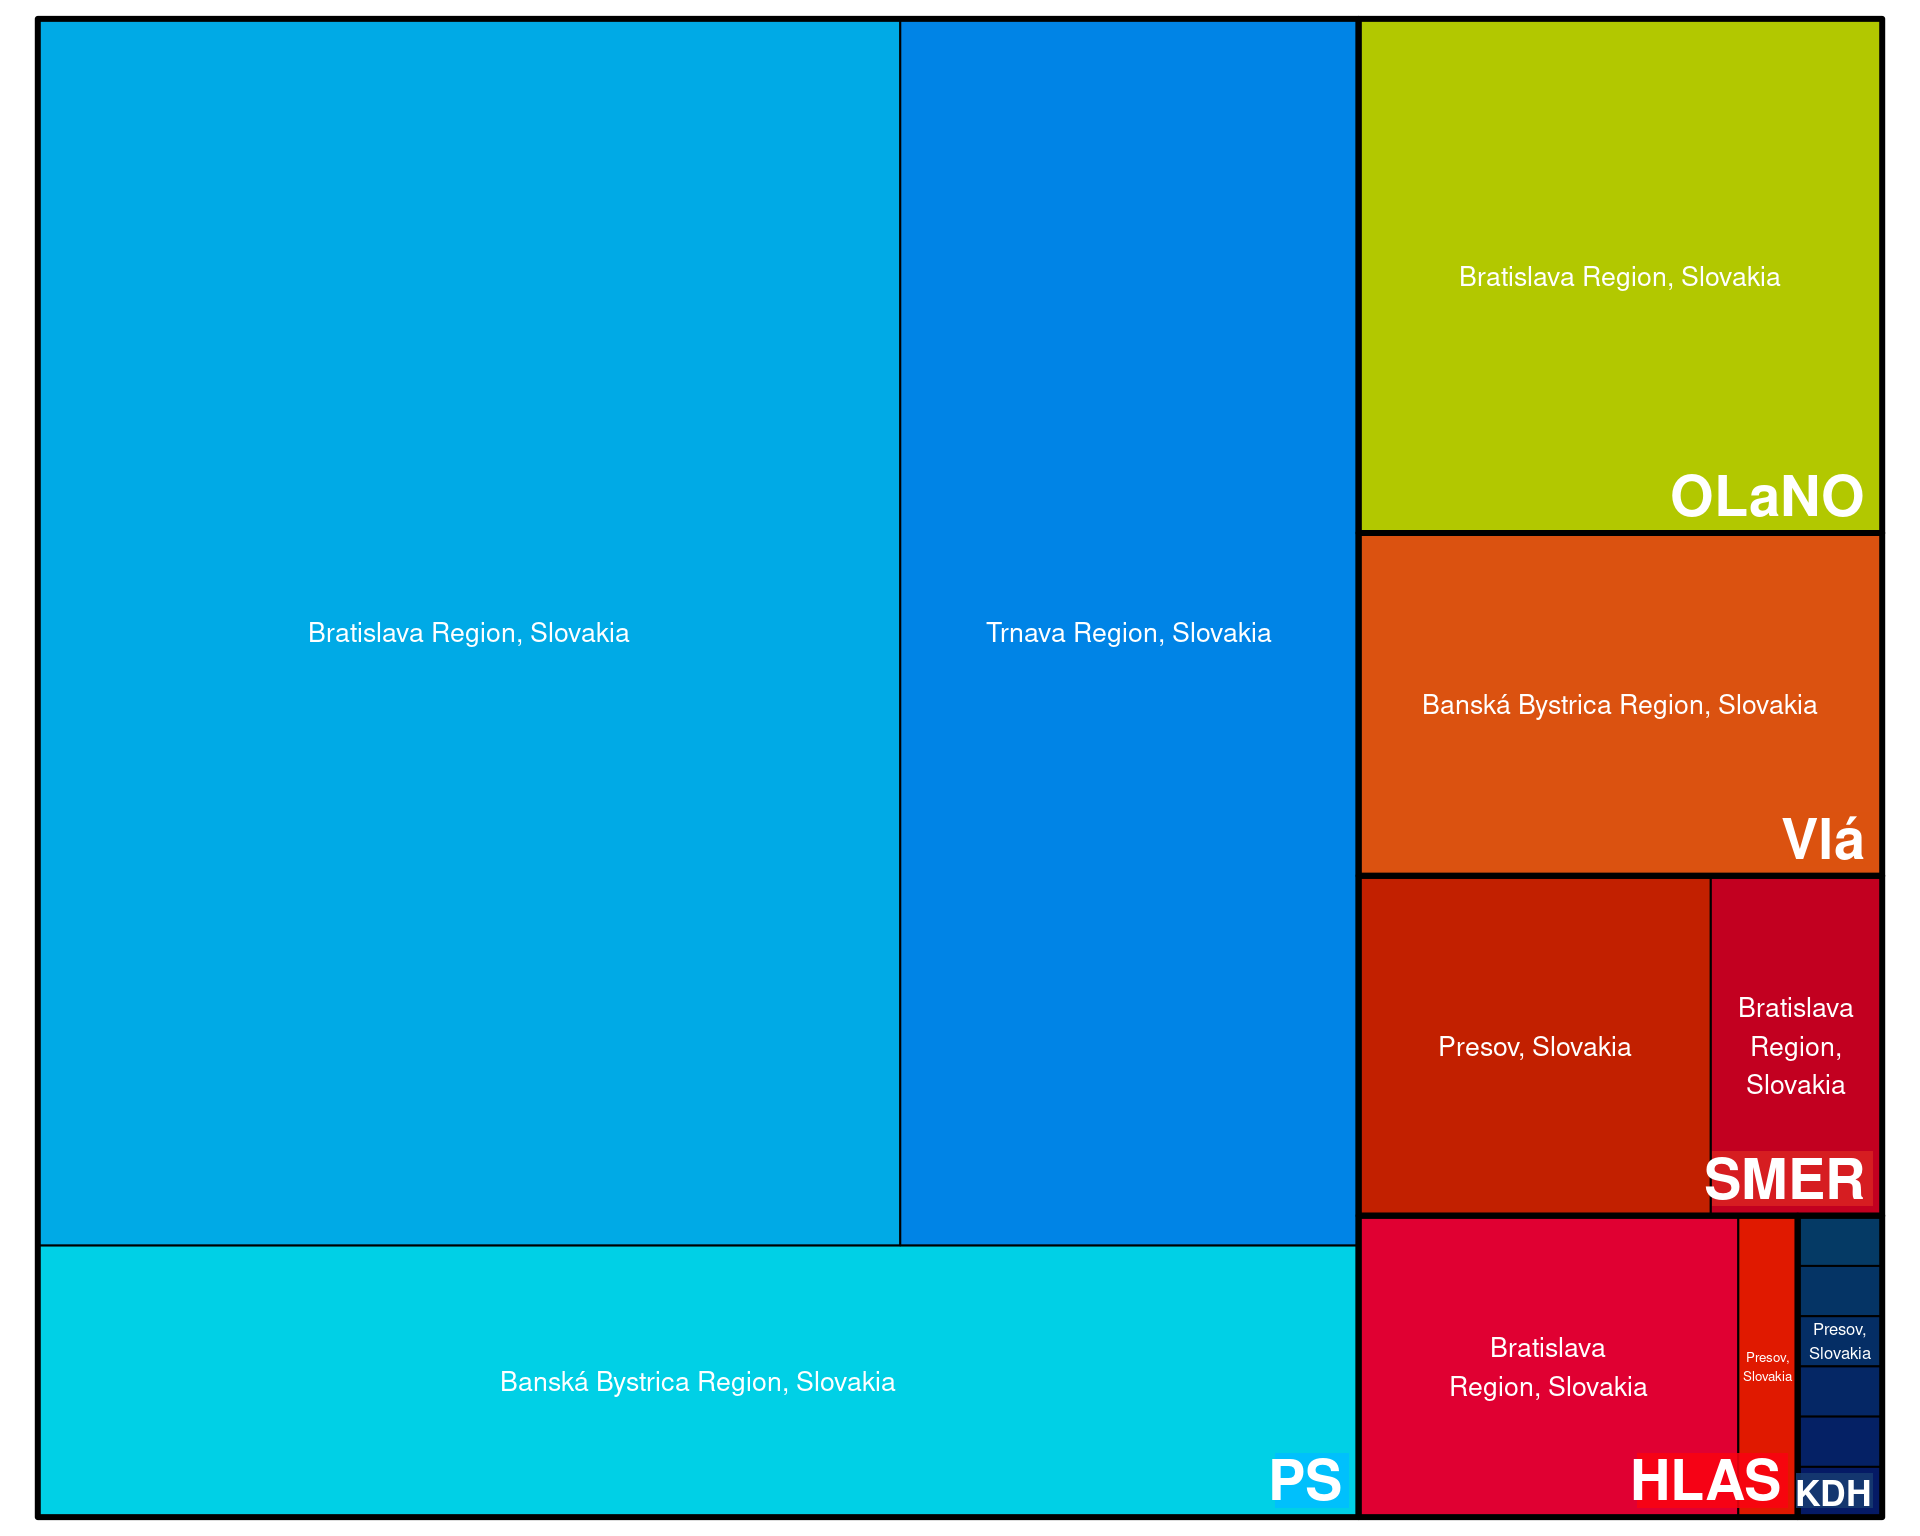 Bratislava Region, Slovakia
Trnava Region, Slovakia
Banská Bystrica Region, Slovakia
PS
Bratislava Region, Slovakia
OLaNO
Banská Bystrica Region, Slovakia
Vlá
Presov, Slovakia
Bratislava
Region,
Slovakia
SMER
Bratislava
Region, Slovakia
Presov,
Slovakia
HLAS
Presov,
Slovakia
KDH